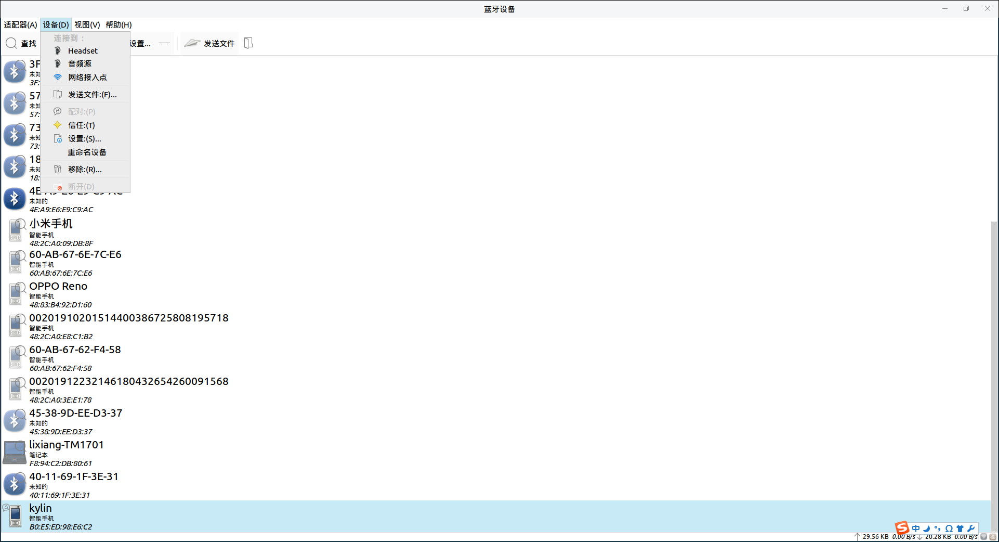 蓝牙设备
适配器(A) 设备(D) 视图(V) 帮助(H)
查找 设置... 发送文件
连接到：
Headset
音频源
网络接入点
发送文件:(F)...
配对:(P)
信任:(T)
设置:(S)...
重命名设备
移除:(R)...
断开(D)
3F
未知
3F:
57
未知
57:
73
未知
73:
18
未知
18:
4E-A9-E6-E9-C9-AC
未知的
4E:A9:E6:E9:C9:AC
小米手机
智能手机
48:2C:A0:09:DB:8F
60-AB-67-6E-7C-E6
智能手机
60:AB:67:6E:7C:E6
OPPO Reno
智能手机
48:83:B4:92:D1:60
00201910201514400386725808195718
智能手机
48:2C:A0:E8:C1:B2
60-AB-67-62-F4-58
智能手机
60:AB:67:62:F4:58
00201912232146180432654260091568
智能手机
48:2C:A0:3E:E1:78
45-38-9D-EE-D3-37
未知的
45:38:9D:EE:D3:37
lixiang-TM1701
笔记本
F8:94:C2:DB:80:61
40-11-69-1F-3E-31
未知的
40:11:69:1F:3E:31
kylin
智能手机
B0:E5:ED:98:E6:C2
S 中
29.56 KB 0.00 B/s 20.28 KB 0.00 B/s